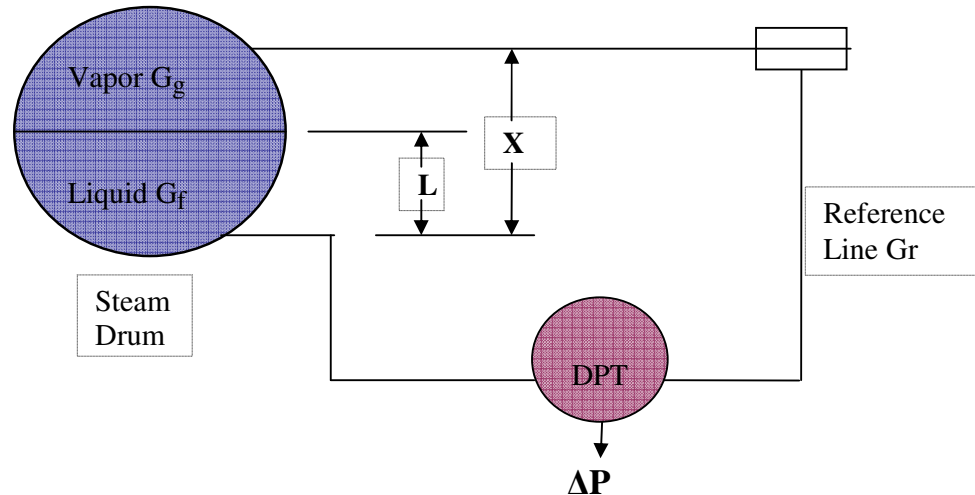 Vapor Gg
X
L
Liquid Gf
Reference
Line Gr
Steam
Drum
DPT
ΔP